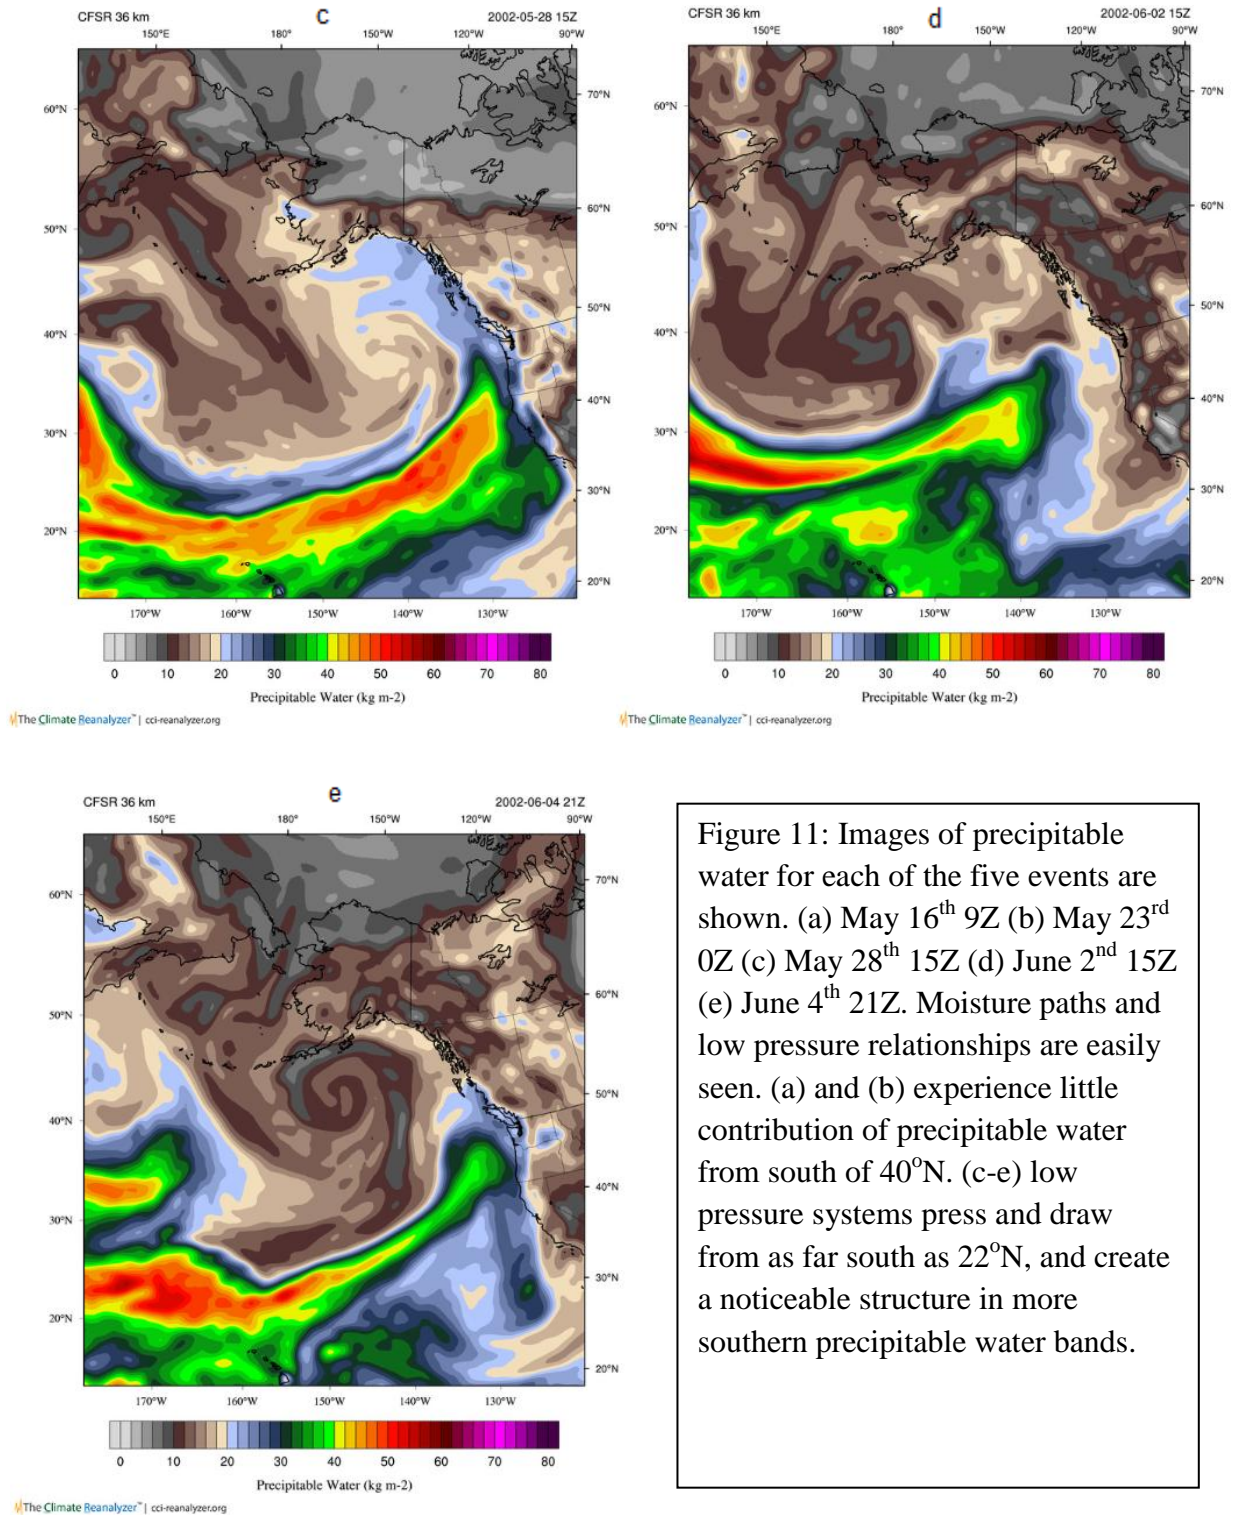 CFSR 36 km c 2002-05-28 15Z
150°E 180° 150°W 120°W 90°W
60°N 70°N
50°N 60°N
40°N 50°N
30°N 40°N
20°N 30°N
20°N
170°W 160°W 150°W 140°W 130°W
0 10 20 30 40 50 60 70 80
Precipitable Water (kg m-2)
The Climate Reanalyzer™ | cci-reanalyzer.org
CFSR 36 km d 2002-06-02 15Z
150°E 180° 150°W 120°W 90°W
60°N 70°N
50°N 60°N
40°N 50°N
30°N 40°N
20°N 30°N
20°N
170°W 160°W 150°W 140°W 130°W
0 10 20 30 40 50 60 70 80
Precipitable Water (kg m-2)
The Climate Reanalyzer™ | cci-reanalyzer.org
CFSR 36 km e 2002-06-04 21Z
150°E 180° 150°W 120°W 90°W
60°N 70°N
50°N 60°N
40°N 50°N
30°N 40°N
20°N 30°N
20°N
170°W 160°W 150°W 140°W 130°W
0 10 20 30 40 50 60 70 80
Precipitable Water (kg m-2)
The Climate Reanalyzer™ | cci-reanalyzer.org
Figure 11: Images of precipitable
water for each of the five events are
shown. (a) May 16th 9Z (b) May 23rd
0Z (c) May 28th 15Z (d) June 2nd 15Z
(e) June 4th 21Z. Moisture paths and
low pressure relationships are easily
seen. (a) and (b) experience little
contribution of precipitable water
from south of 40°N. (c-e) low
pressure systems press and draw
from as far south as 22°N, and create
a noticeable structure in more
southern precipitable water bands.